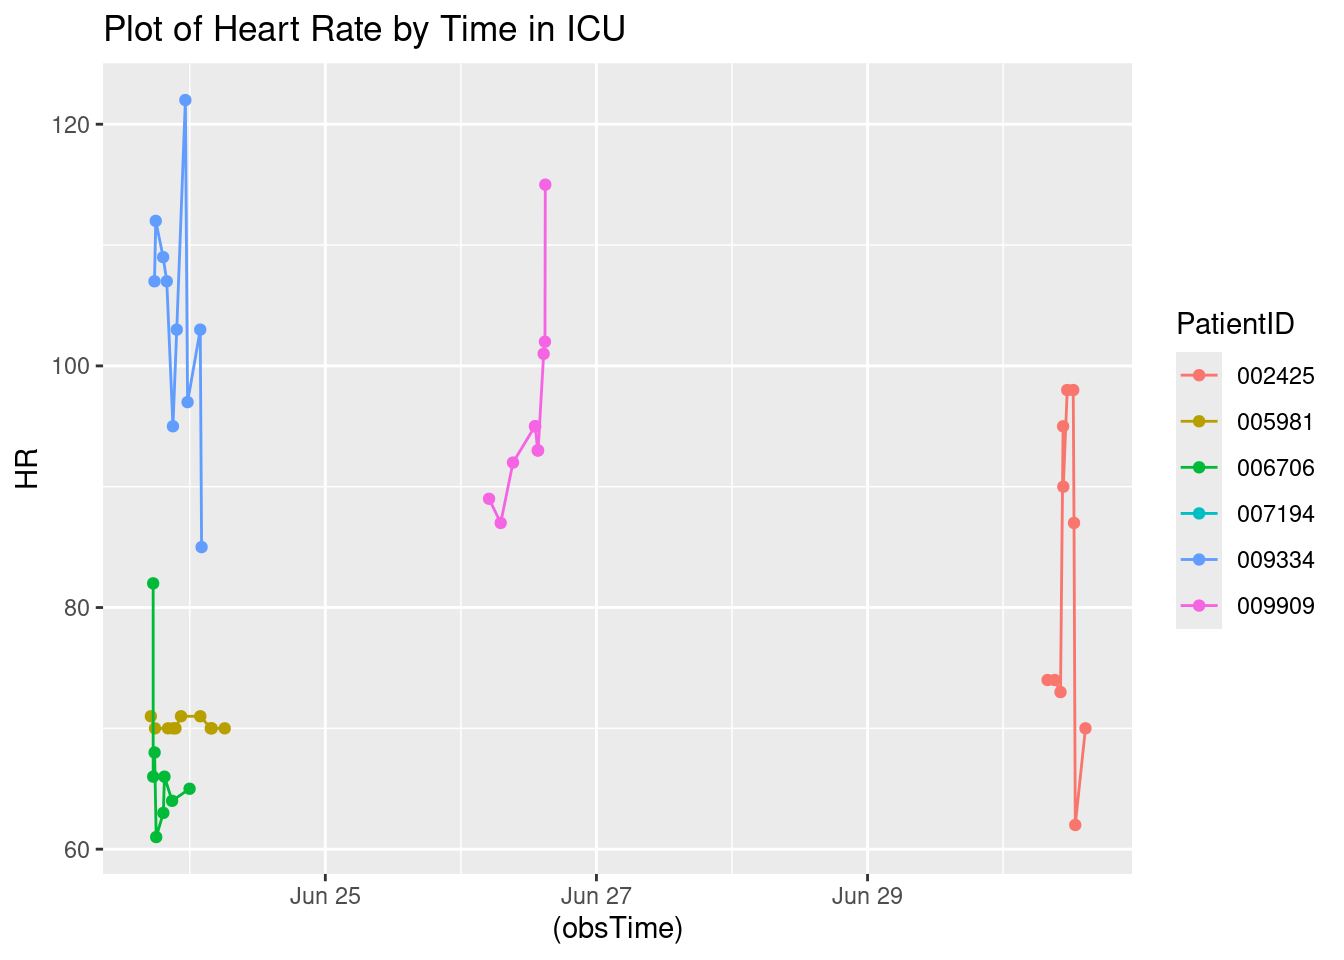 Plot of Heart Rate by Time in ICU
120
100
80
60
HR
Jun 25
Jun 27
Jun 29
(obsTime)
PatientID
002425
005981
006706
007194
009334
009909